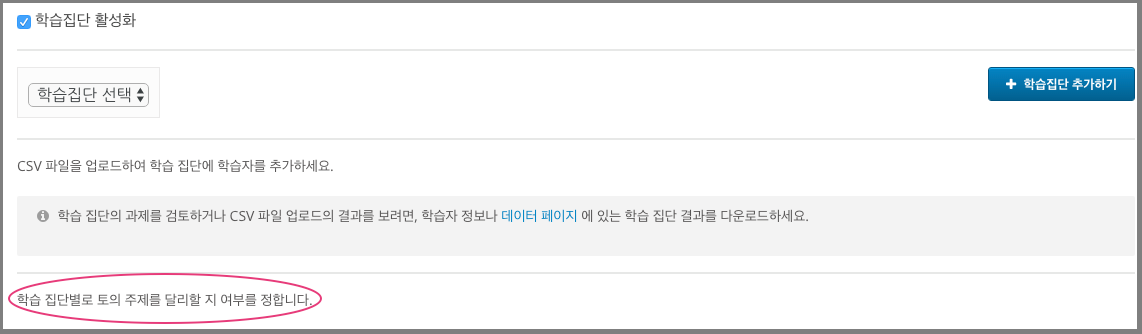 학습집단 활성화
학습집단 선택
학습집단 추가하기
CSV 파일을 업로드하여 학습 집단에 학습자를 추가하세요.
학습 집단의 과제를 검토하거나 CSV 파일 업로드의 결과를 보려면, 학습자 정보나 데이터 페이지 에 있는 학습 집단 결과를 다운로드하세요.
학습 집단별로 토의 주제를 달리할 지 여부를 정합니다.